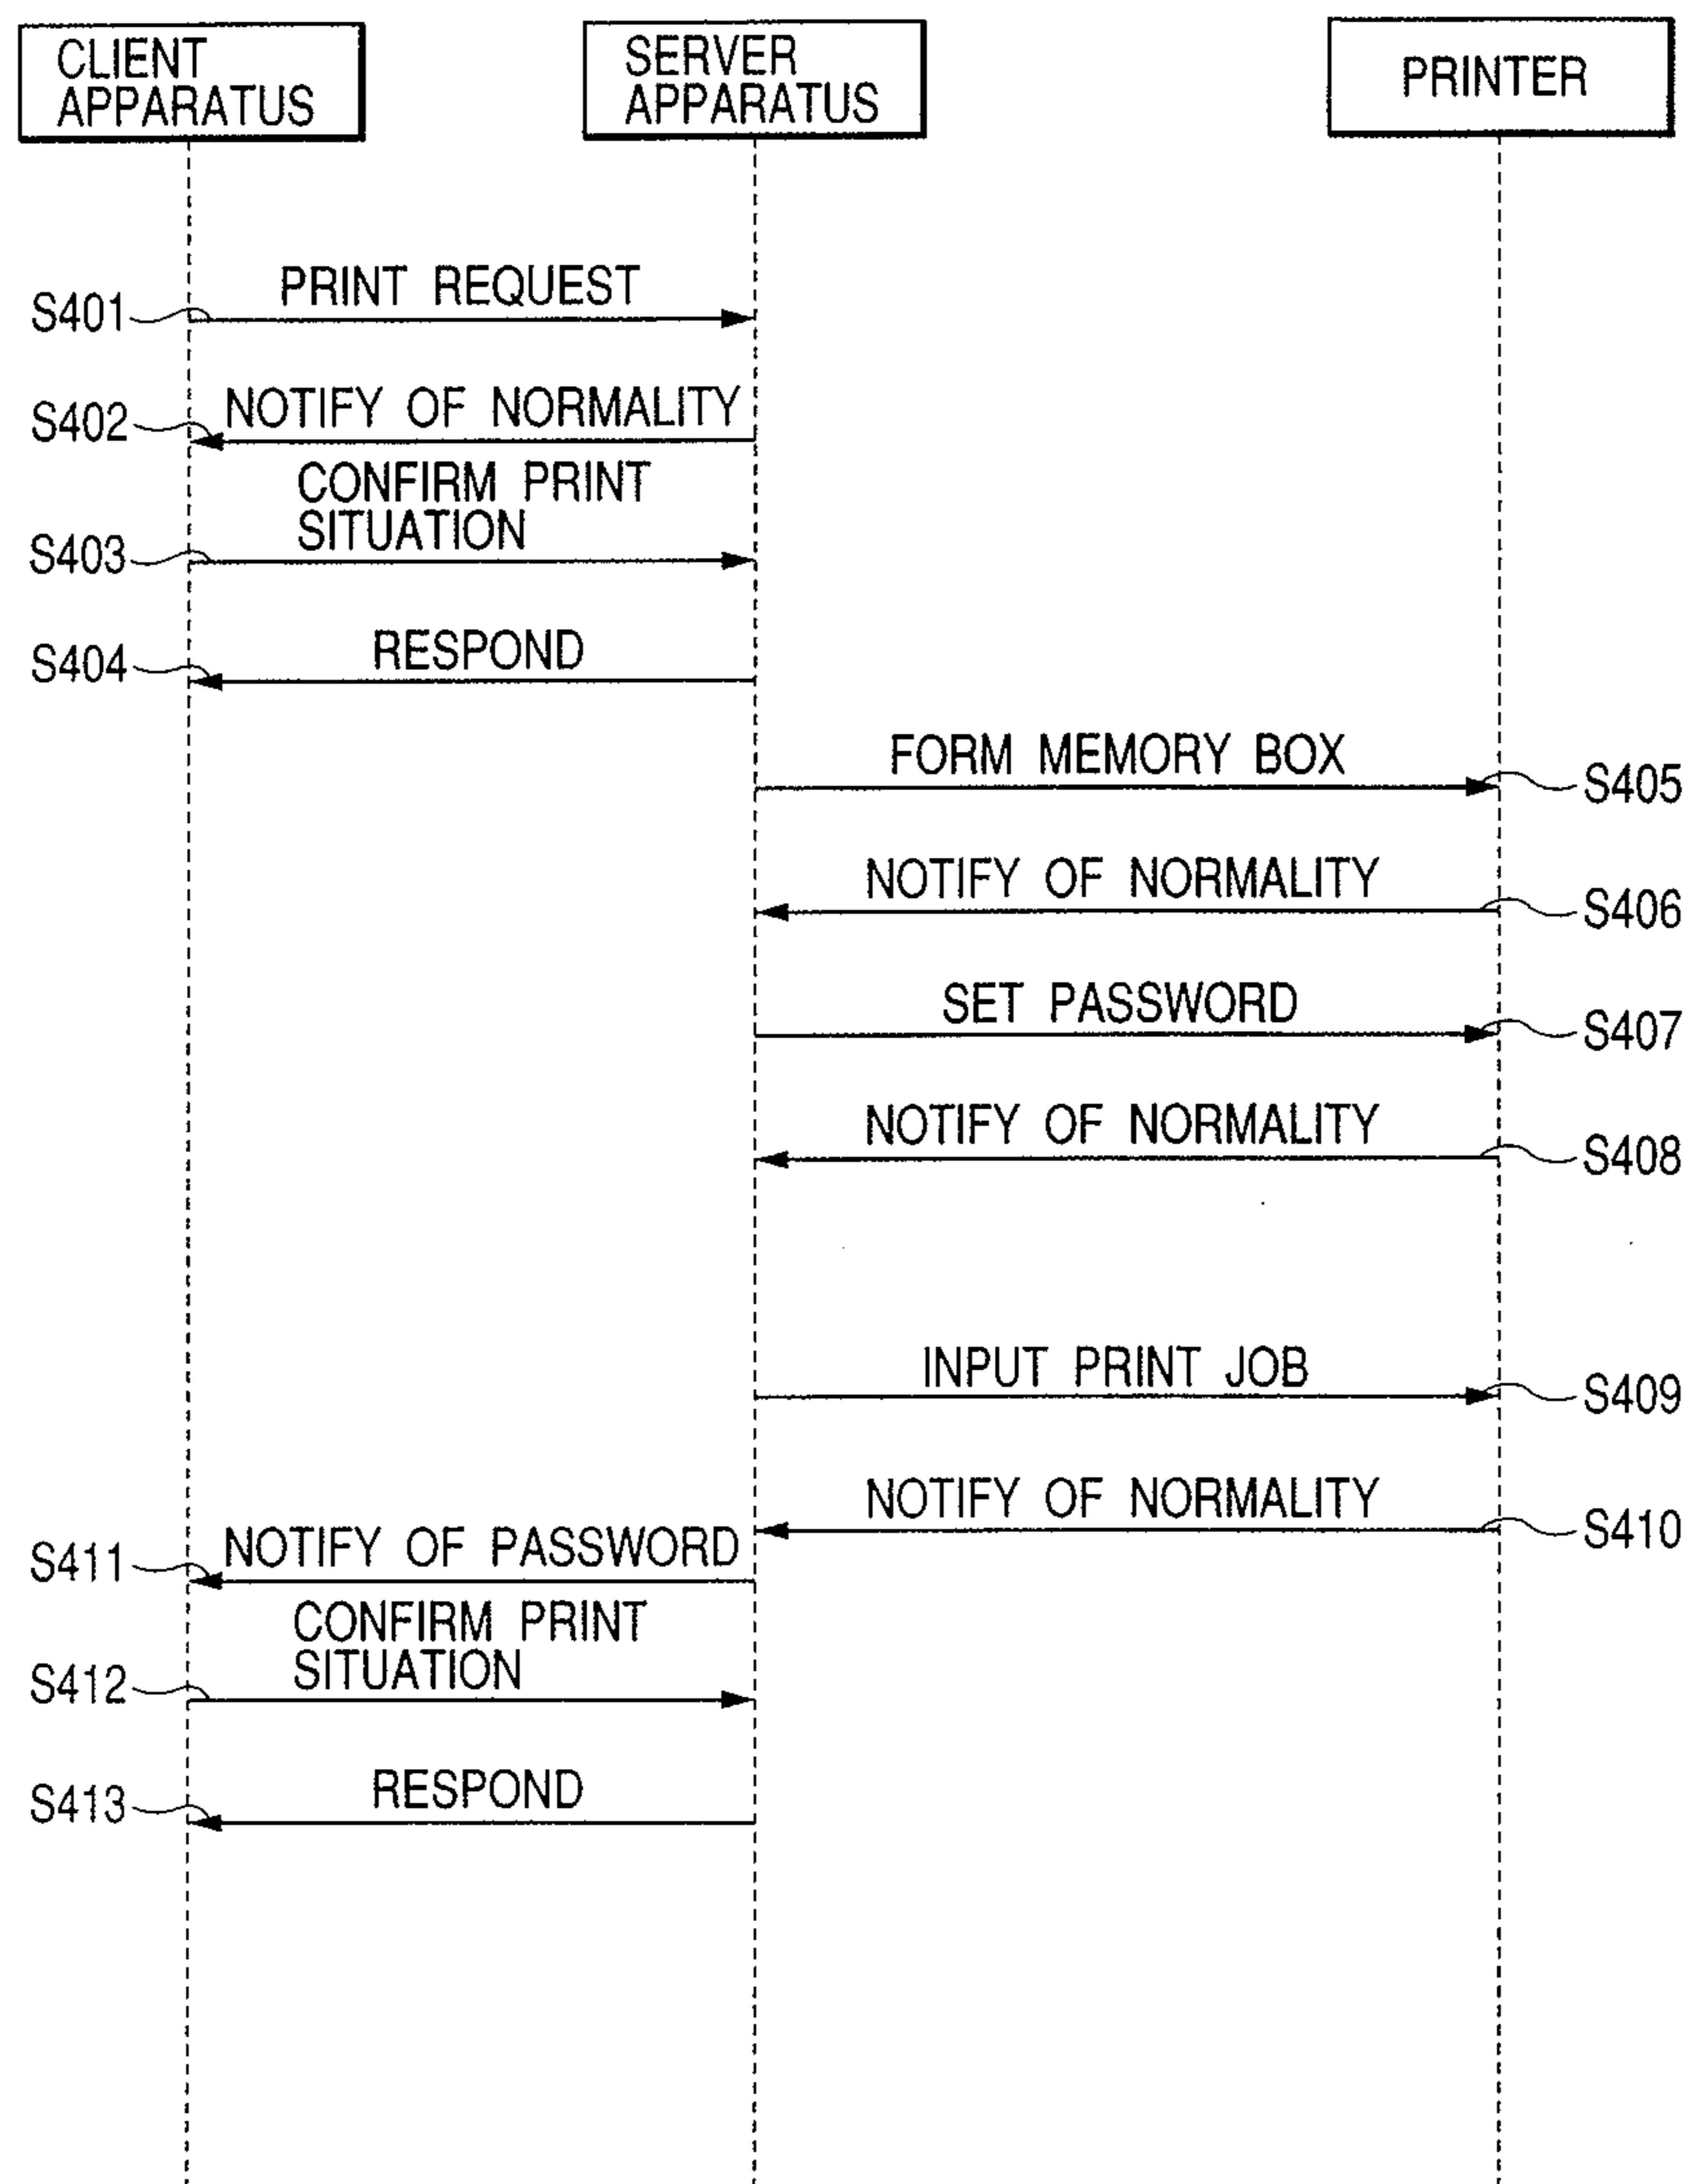 CLIENT
APPARATUS
SERVER
APPARATUS
PRINTER
PRINT REQUEST
S401
NOTIFY OF NORMALITY
S402
CONFIRM PRINT
SITUATION
S403
RESPOND
S404
FORM MEMORY BOX
S405
NOTIFY OF NORMALITY
S406
SET PASSWORD
S407
NOTIFY OF NORMALITY
S408
INPUT PRINT JOB
S409
NOTIFY OF NORMALITY
S410
NOTIFY OF PASSWORD
S411
CONFIRM PRINT
SITUATION
S412
RESPOND
S413